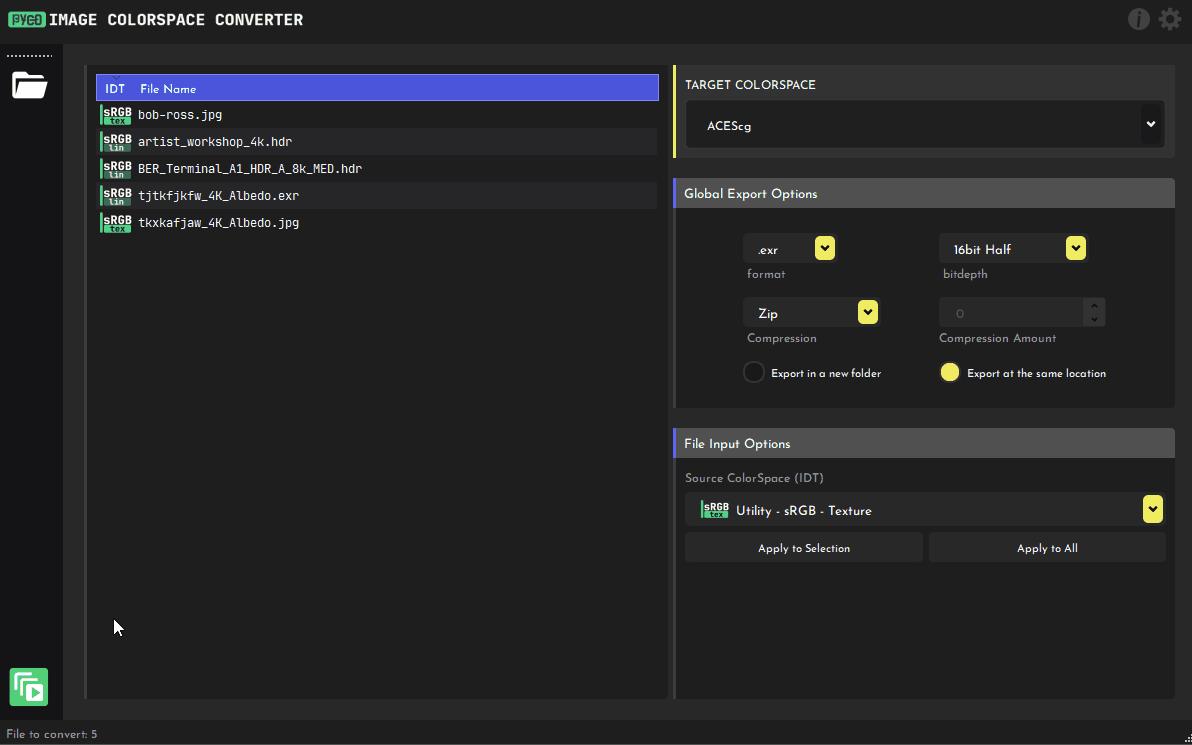 PYCO IMAGE COLORSPACE CONVERTER
IDT File Name
sRGB tex bob-ross.jpg
sRGB lin artist_workshop_4k.hdr
sRGB lin BER_Terminal_A1_HDR_A_8k_MED.hdr
sRGB lin tjtkfjkfw_4K_Albedo.exr
sRGB tex tkxkafjaw_4K_Albedo.jpg
TARGET COLORSPACE
ACEScg
Global Export Options
.exr 16bit Half
format bitdepth
Zip 0
Compression Compression Amount
Export in a new folder Export at the same location
File Input Options
Source ColorSpace (IDT)
sRGB tex Utility - sRGB - Texture
Apply to Selection Apply to All
File to convert: 5